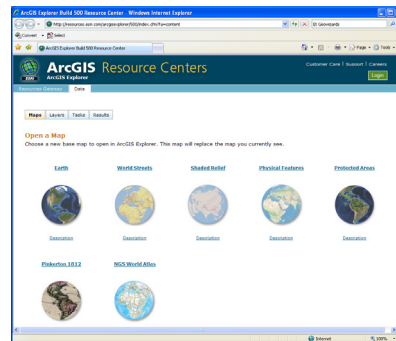 ArcGIS Explorer Build 500 Resource Center - Windows Internet Explorer
http://resources.esri.com/arcgisexplorer/500/index.cfm?fa=content
Convert Select
ArcGIS Explorer Build 500 Resource Center
Page Tools
ESRI
ArcGIS Resource Centers
ArcGIS Explorer
Customer Care | Support | Careers
Login
Resources Gateway Data
Maps Layers Tasks Results
Open a Map
Choose a new base map to open in ArcGIS Explorer. This map will replace the map you currently see.
Earth World Streets Shaded Relief Physical Features Protected Areas
Description Description Description Description Description
Pinkerton 1812 NGS World Atlas
Internet 100%